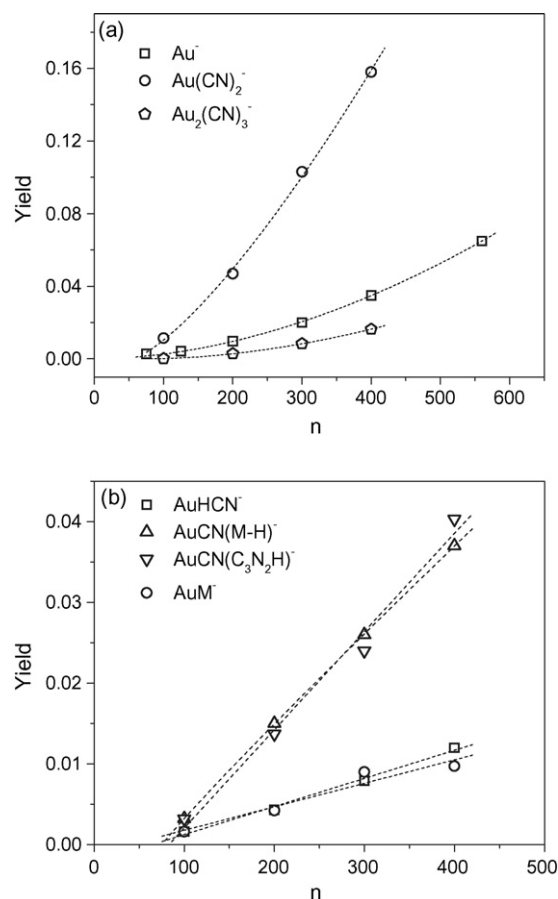 (a)
Au⁻
Au(CN)₂⁻
Au₂(CN)₃⁻
0.16
0.12
0.08
0.04
0.00
Yield
0 100 200 300 400 500 600
n
(b)
AuHCN⁻
AuCN(M-H)⁻
AuCN(C₃N₂H)⁻
AuM⁻
0.04
0.03
0.02
0.01
0.00
Yield
0 100 200 300 400 500
n